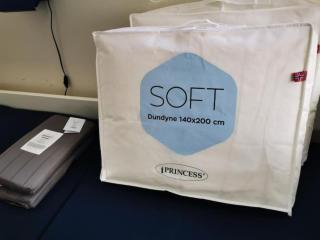 SOFT
Dundyne 140x200 cm
PRINCESS®